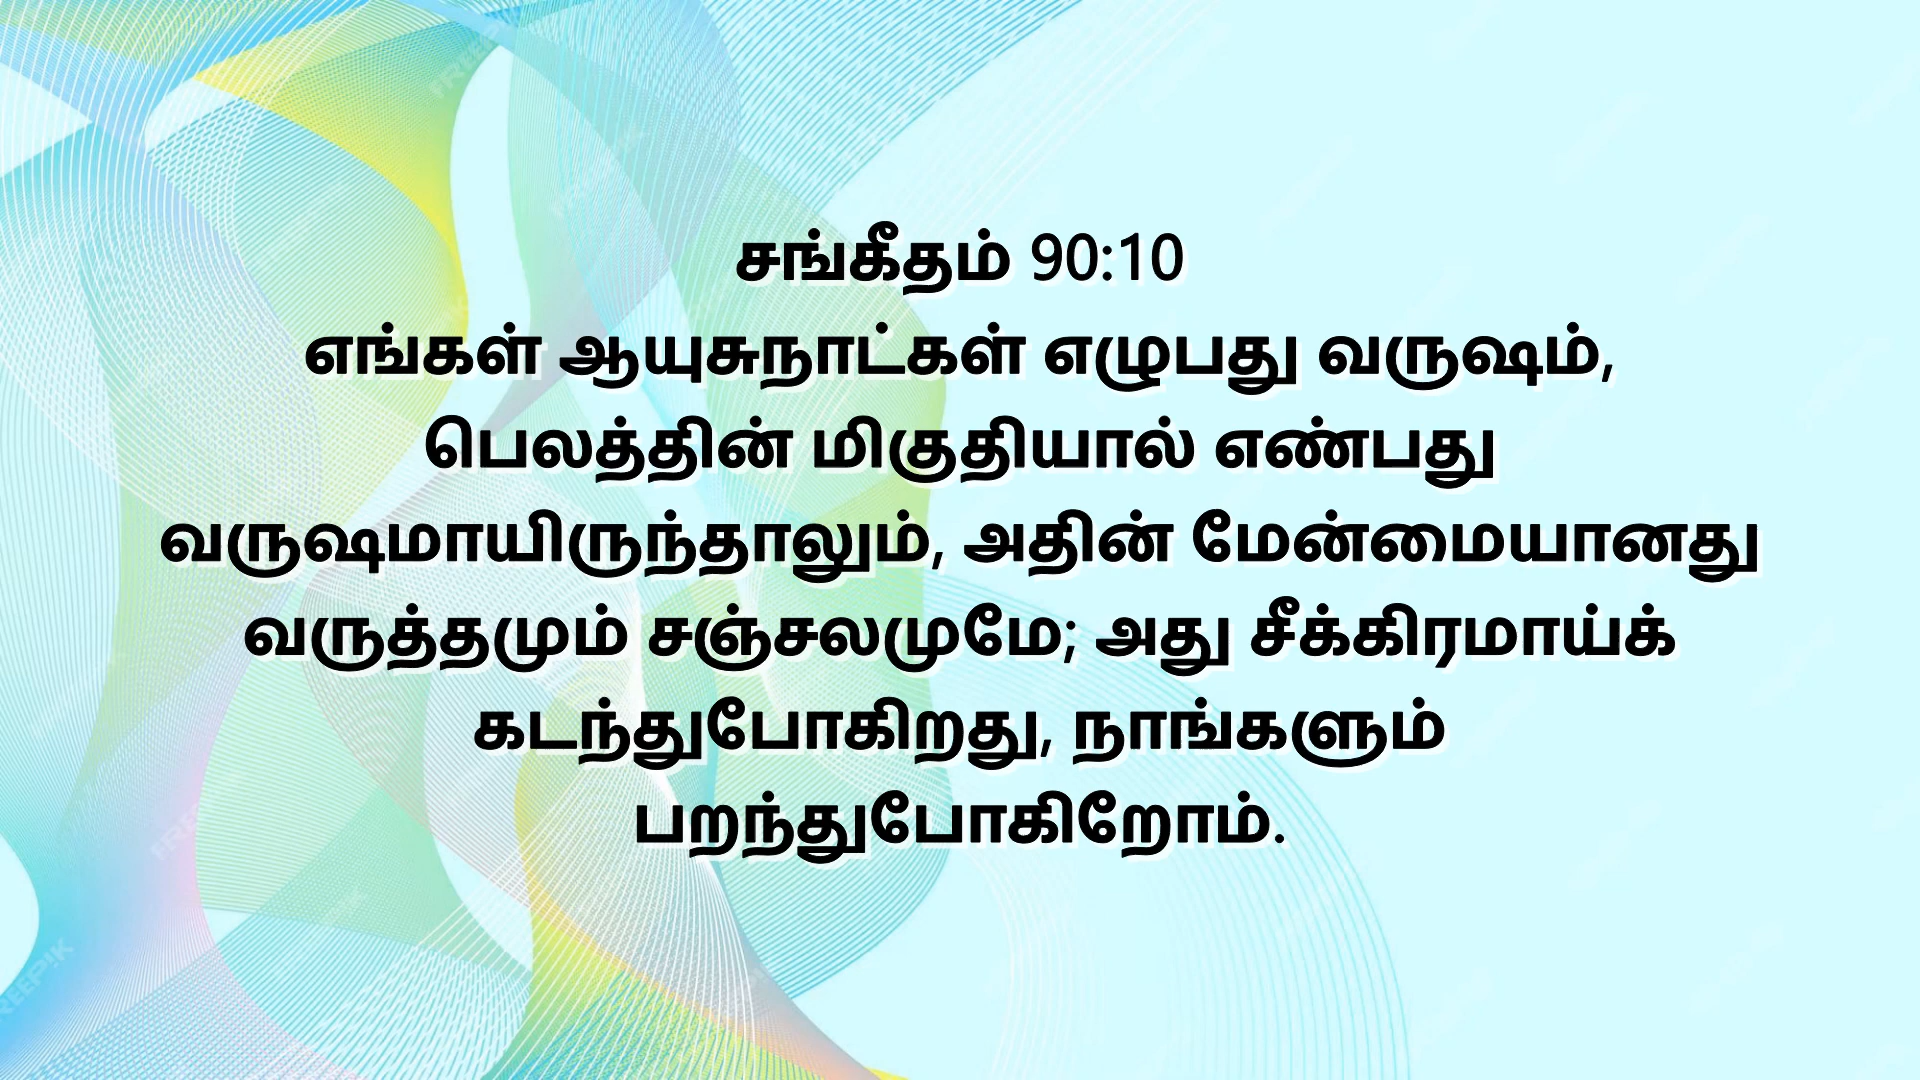 சங்கீதம் 90:10
எங்கள் ஆயுசுநாட்கள் எழுபது வருஷம்,
பெலத்தின் மிகுதியால் எண்பது
வருஷமாயிருந்தாலும், அதின் மேன்மையானது
வருத்தமும் சஞ்சலமுமே; அது சீக்கிரமாய்க்
கடந்துபோகிறது, நாங்களும்
பறந்துபோகிறோம்.